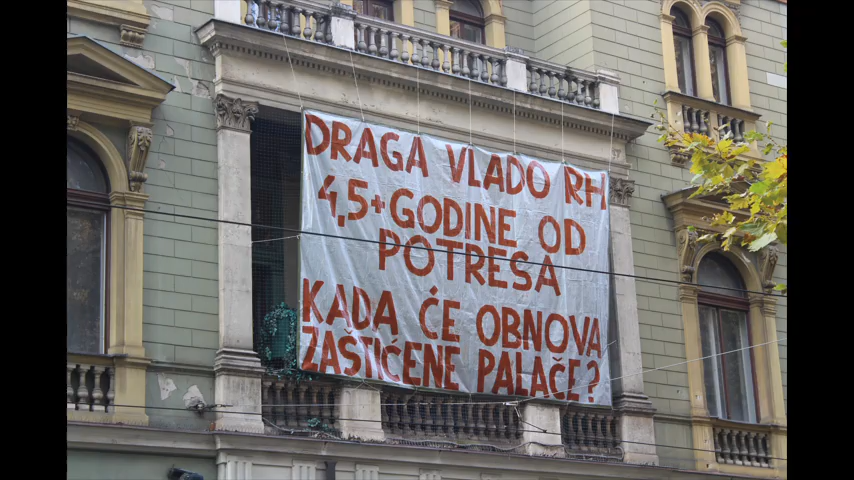 DRAGA VLADO RH
4,5+ GODINE OD
POTRESA
KADA ĆE OBNOVA
ZAŠTIĆENE PALAČE?